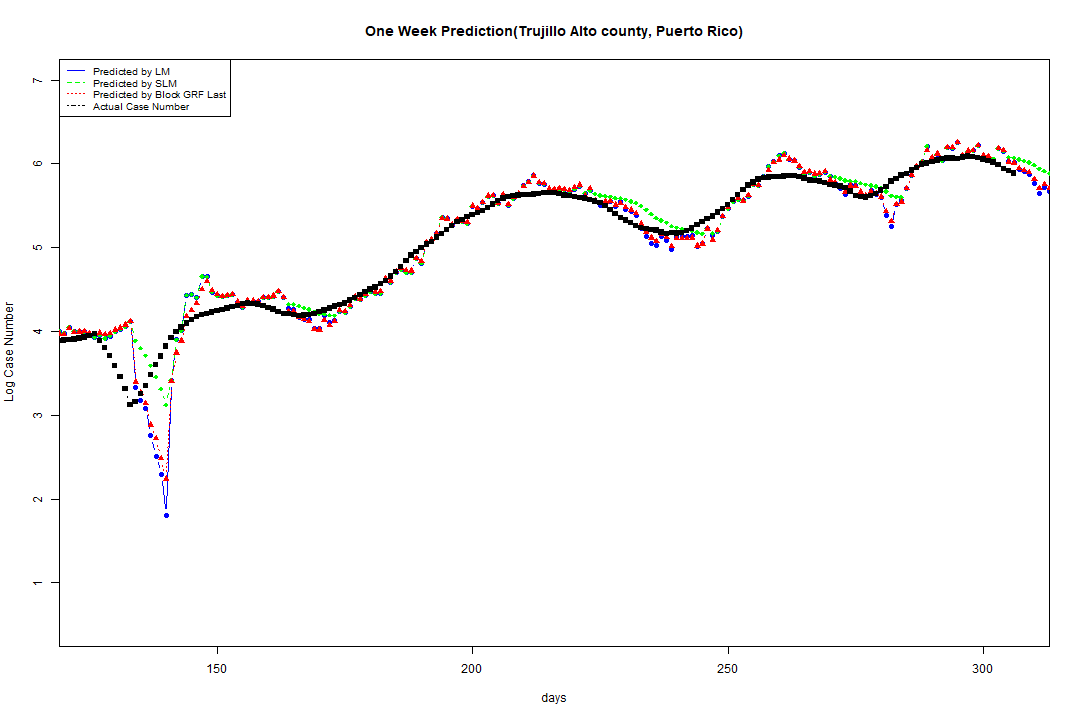 One Week Prediction(Trujillo Alto county, Puerto Rico)
Predicted by LM
Predicted by SLM
Predicted by Block GRF Last
Actual Case Number
7
6
5
4
3
2
1
Log Case Number
150 200 250 300
days